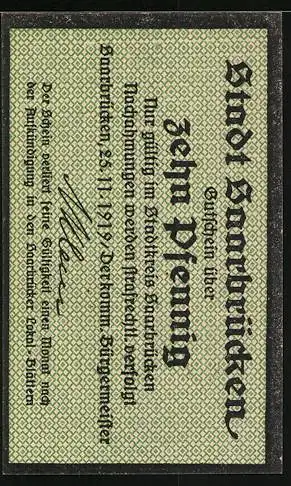 Stadt Saarbrücken
Gutschein über
Zehn Pfennig
Nur gültig im Stadtkreis Saarbrücken
Nachahmungen werden strafrechtl. verfolgt
Saarbrücken, 25.11.1919, Der komm. Bürgermeister
Der Schein verliert seine Gültigkeit einen Monat nach
der Aufkündigung in den Saarbrücker Lokal-Blättern